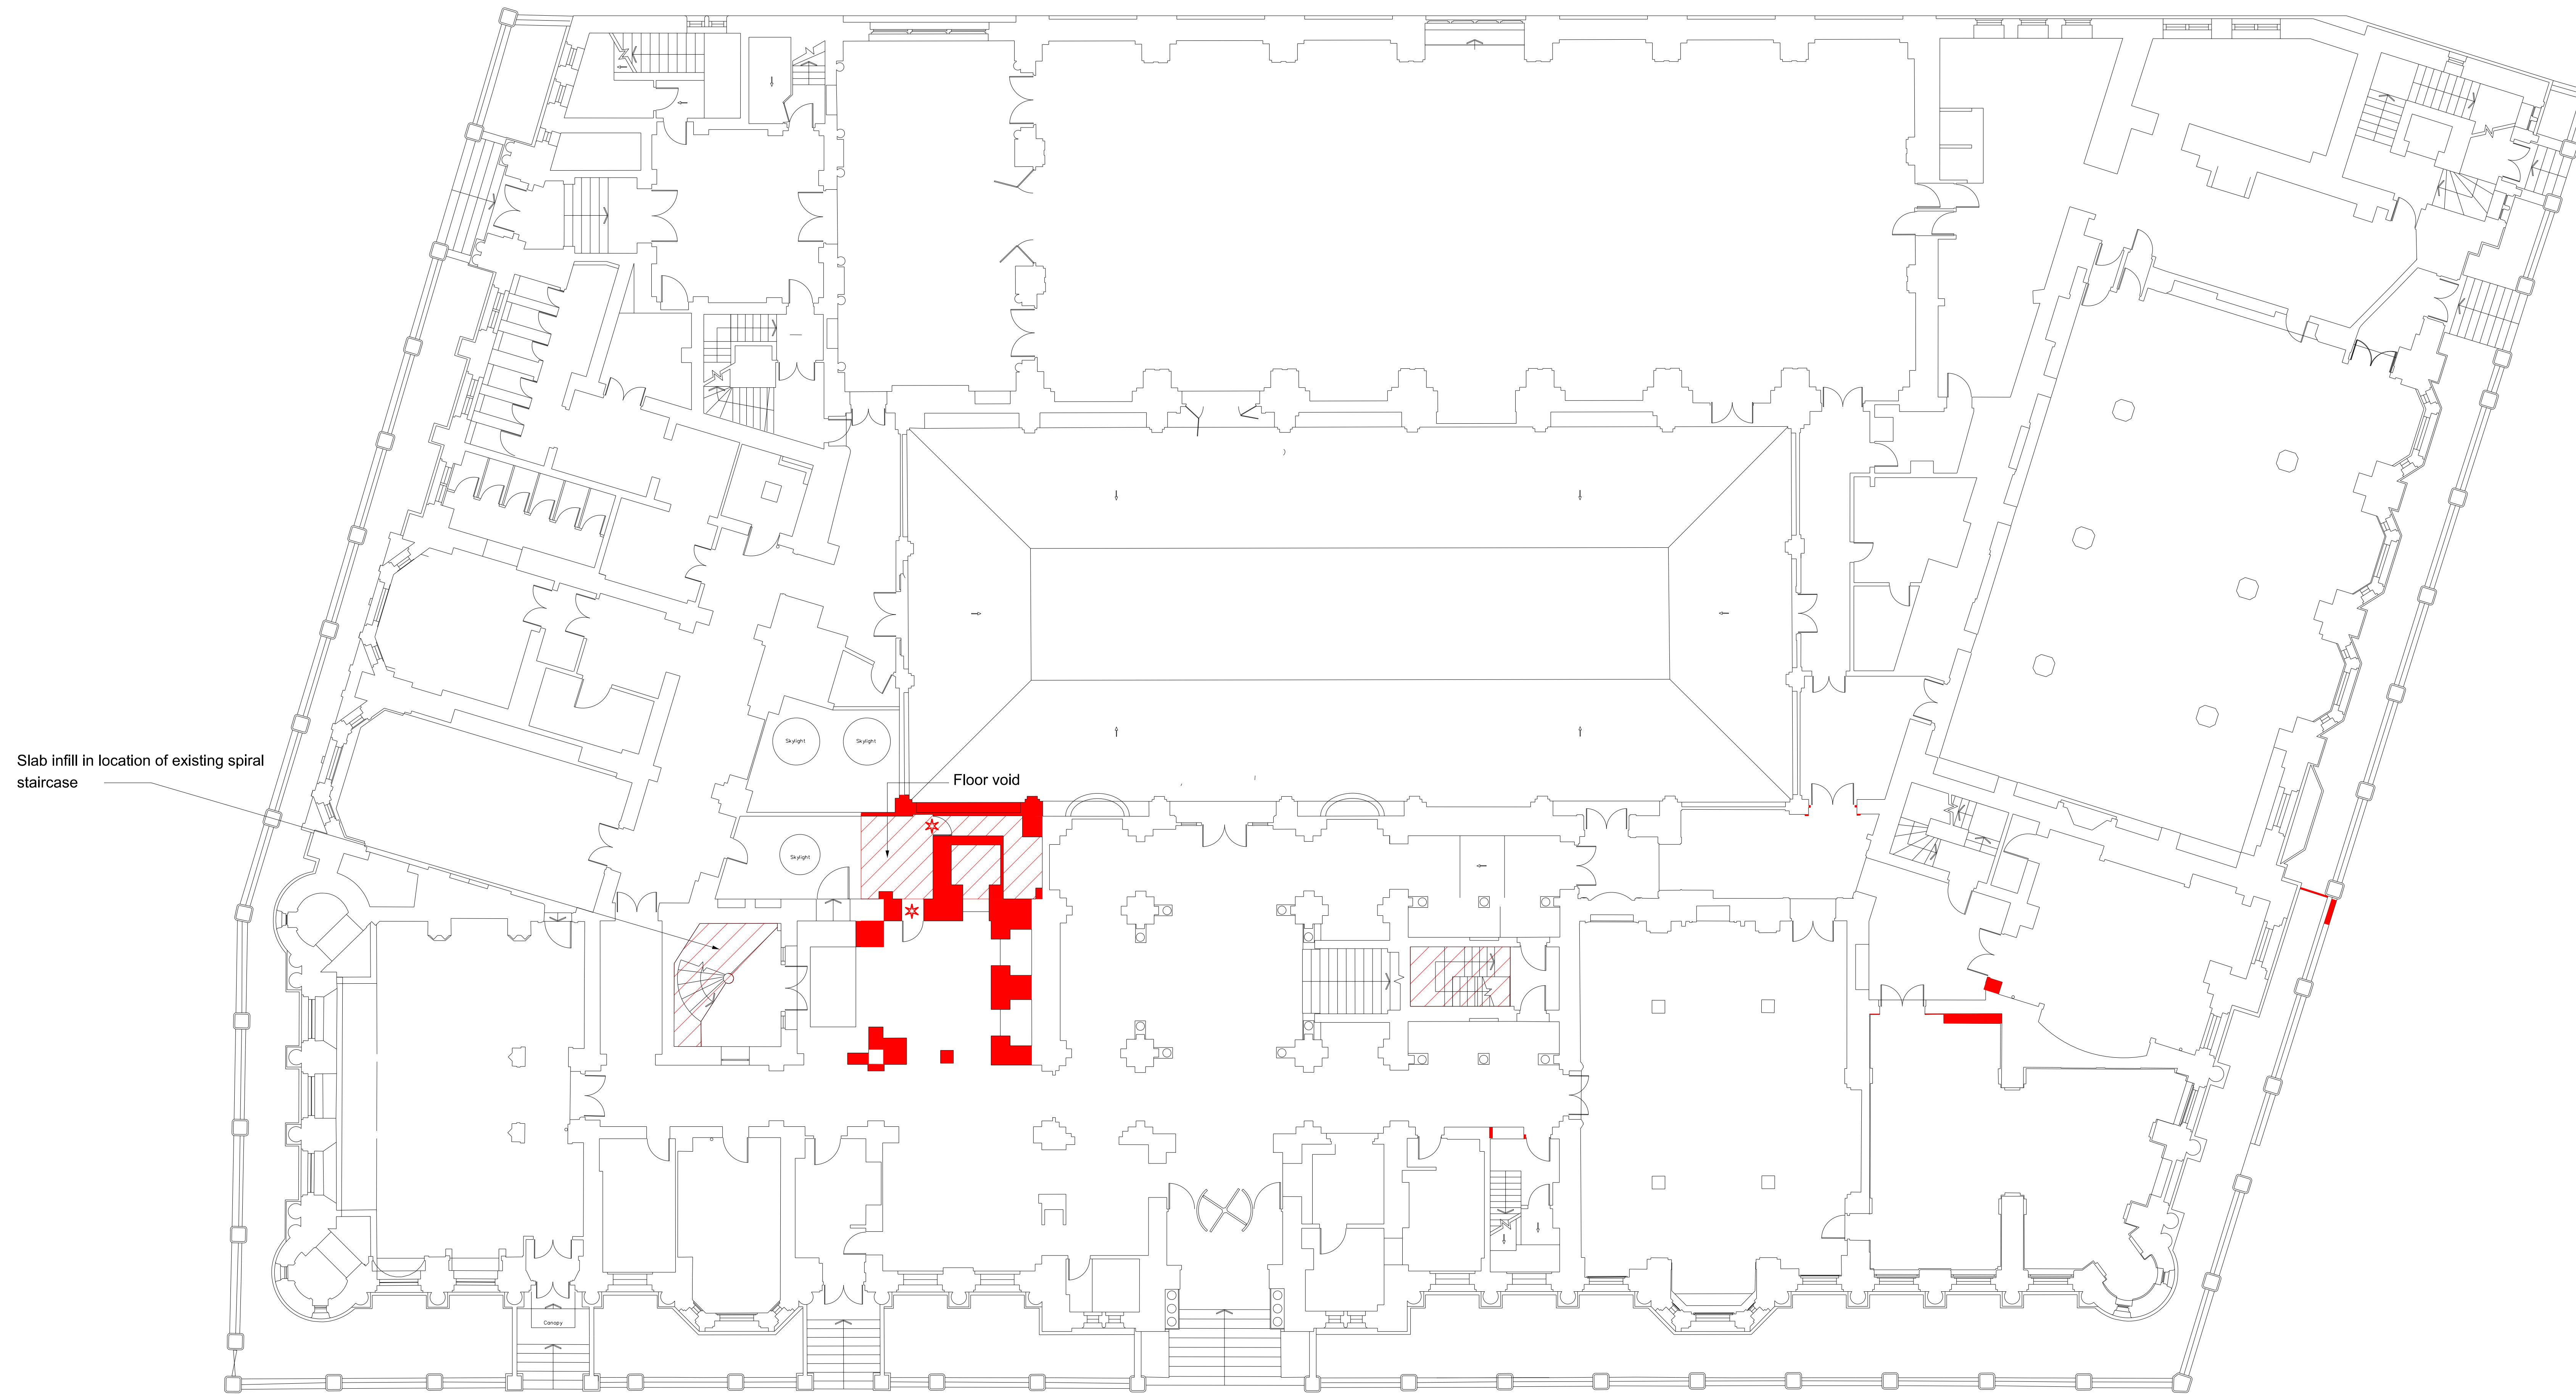 Skylight
Skylight
Slab infill in location of existing spiral
staircase
Floor void
Skylight
Canopy